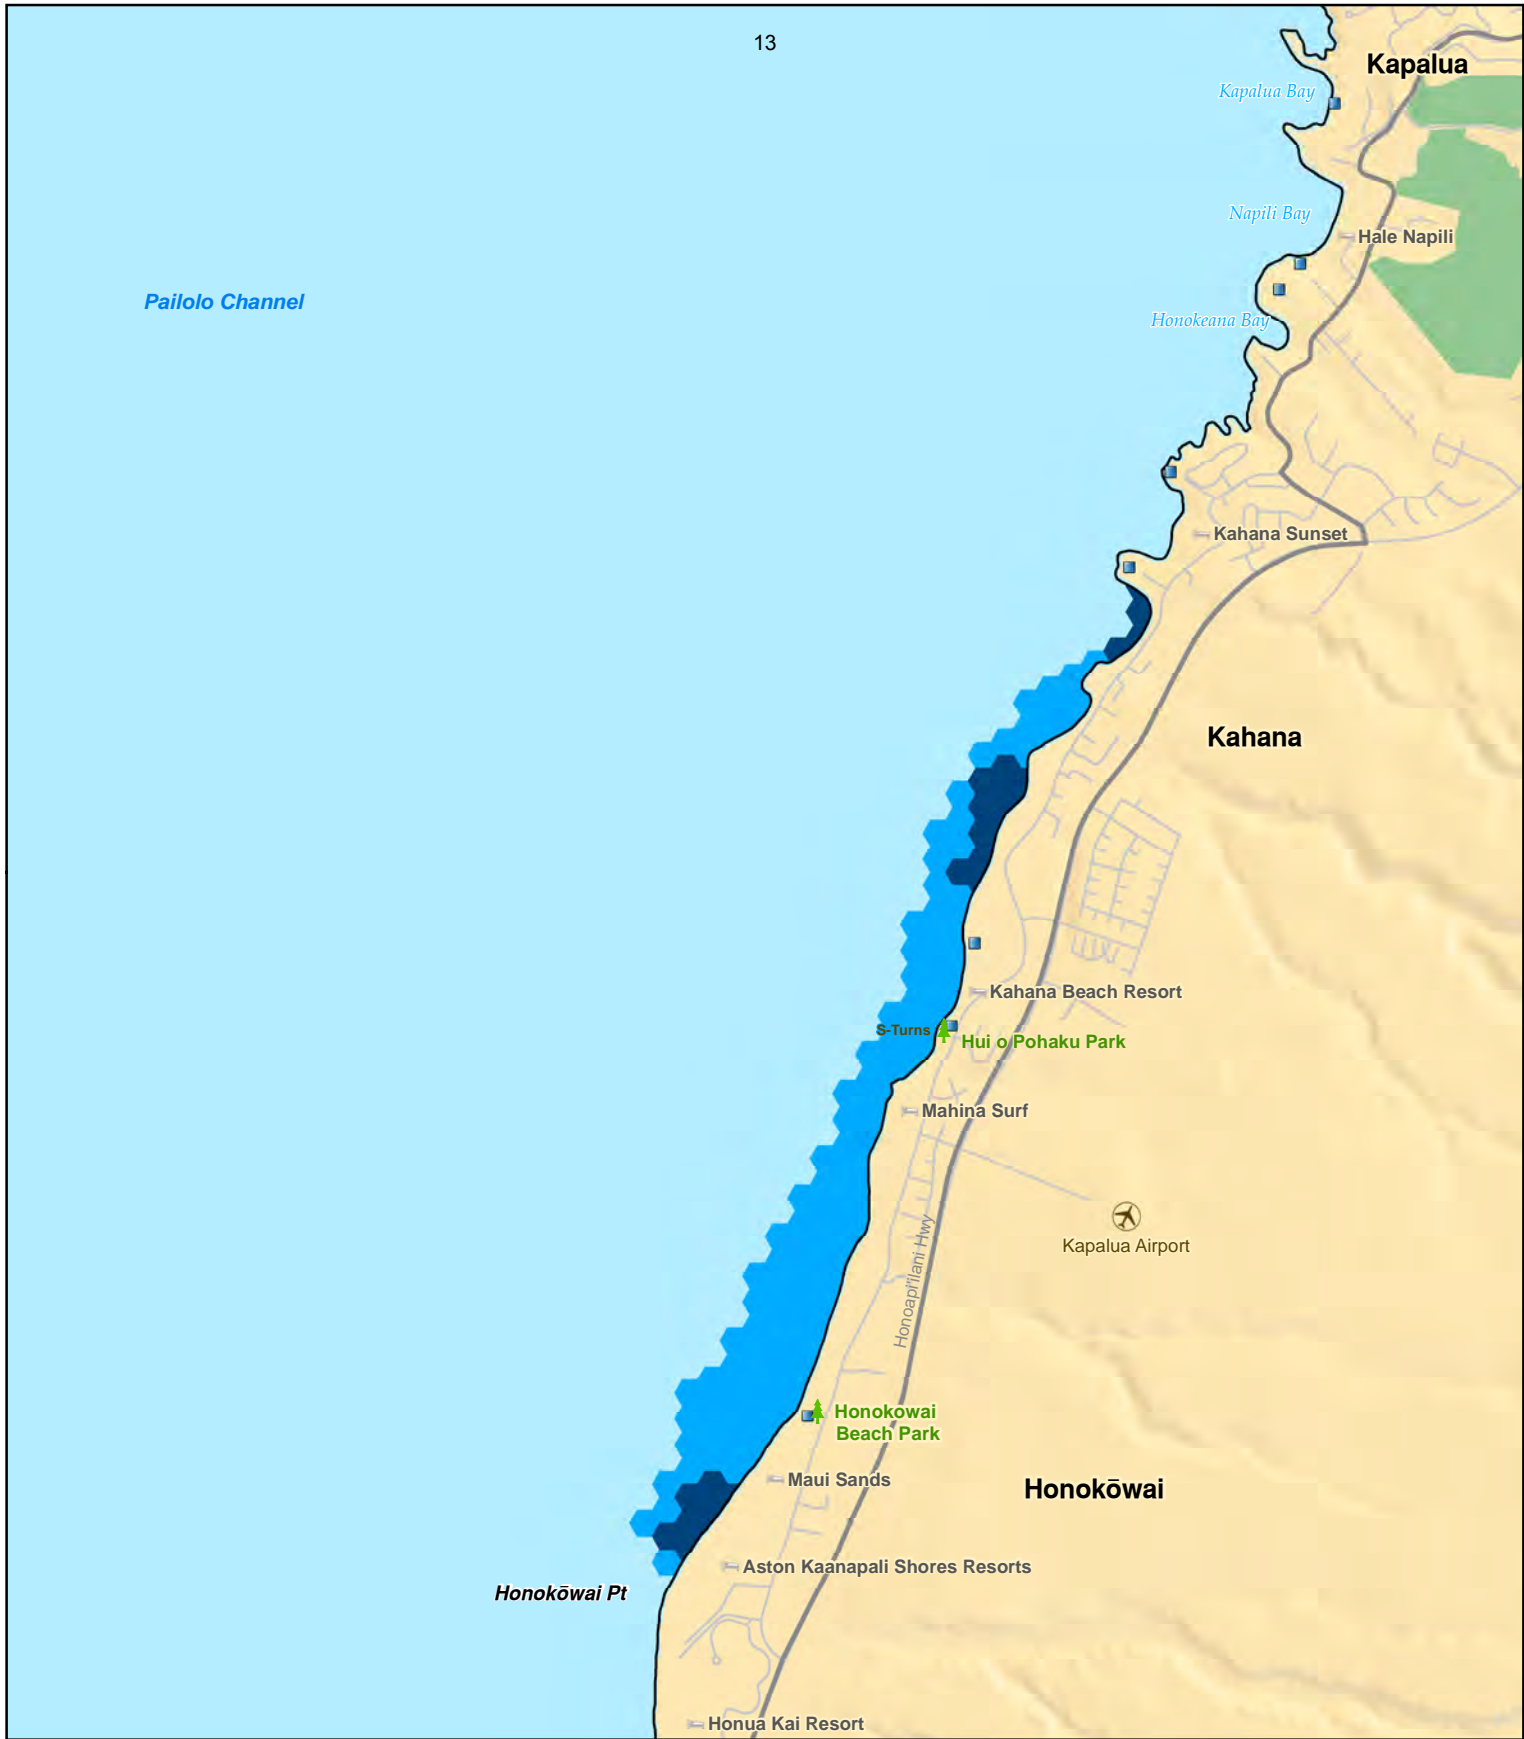 13
Kapalua
Kapalua Bay
Napili Bay
Hale Napili
Pailolo Channel
Honokeana Bay
Kahana Sunset
Kahana
Kahana Beach Resort
S-Turns
Hui o Pohaku Park
Mahina Surf
Honoapi'ilani Hwy
Kapalua Airport
Honokowai
Beach Park
Maui Sands
Honokōwai
Aston Kaanapali Shores Resorts
Honokōwai Pt
Honua Kai Resort